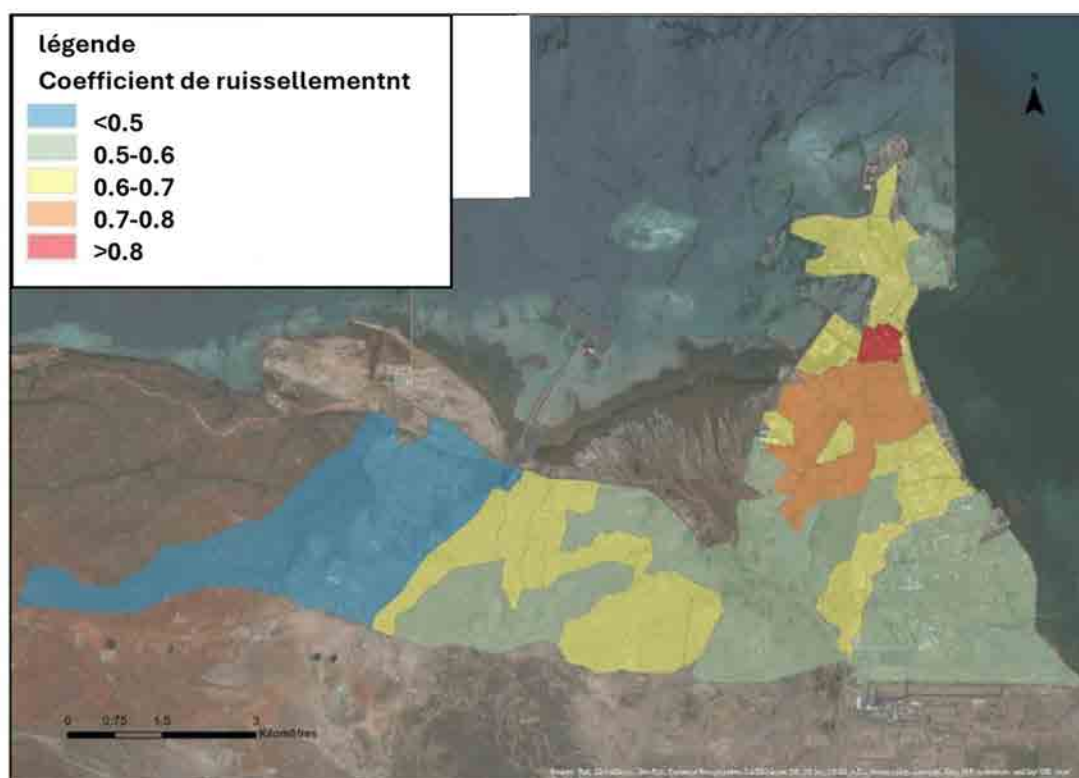 légende
Coefficient de ruissellementnt
<0.5
0.5-0.6
0.6-0.7
0.7-0.8
>0.8
N
0 0.75 1.5 3
Kilomètres